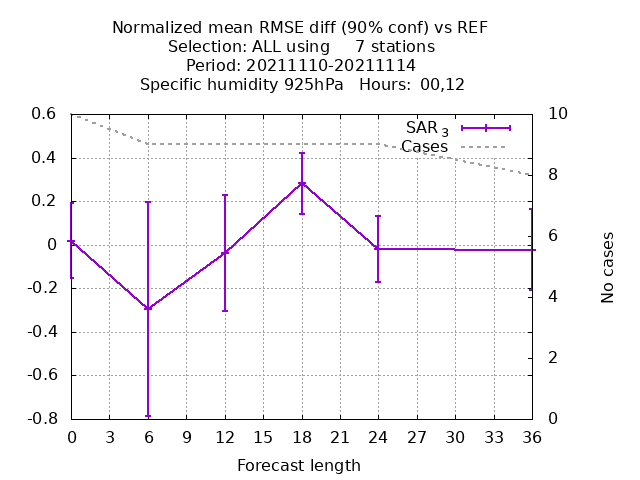 Normalized mean RMSE diff (90% conf) vs REF
Selection: ALL using     7 stations
Period: 20211110-20211114
Specific humidity 925hPa   Hours:  00,12
0.6
0.4
0.2
0
-0.2
-0.4
-0.6
-0.8
10
8
6
4
2
0
SAR 3
Cases
No cases
0 3 6 9 12 15 18 21 24 27 30 33 36
Forecast length